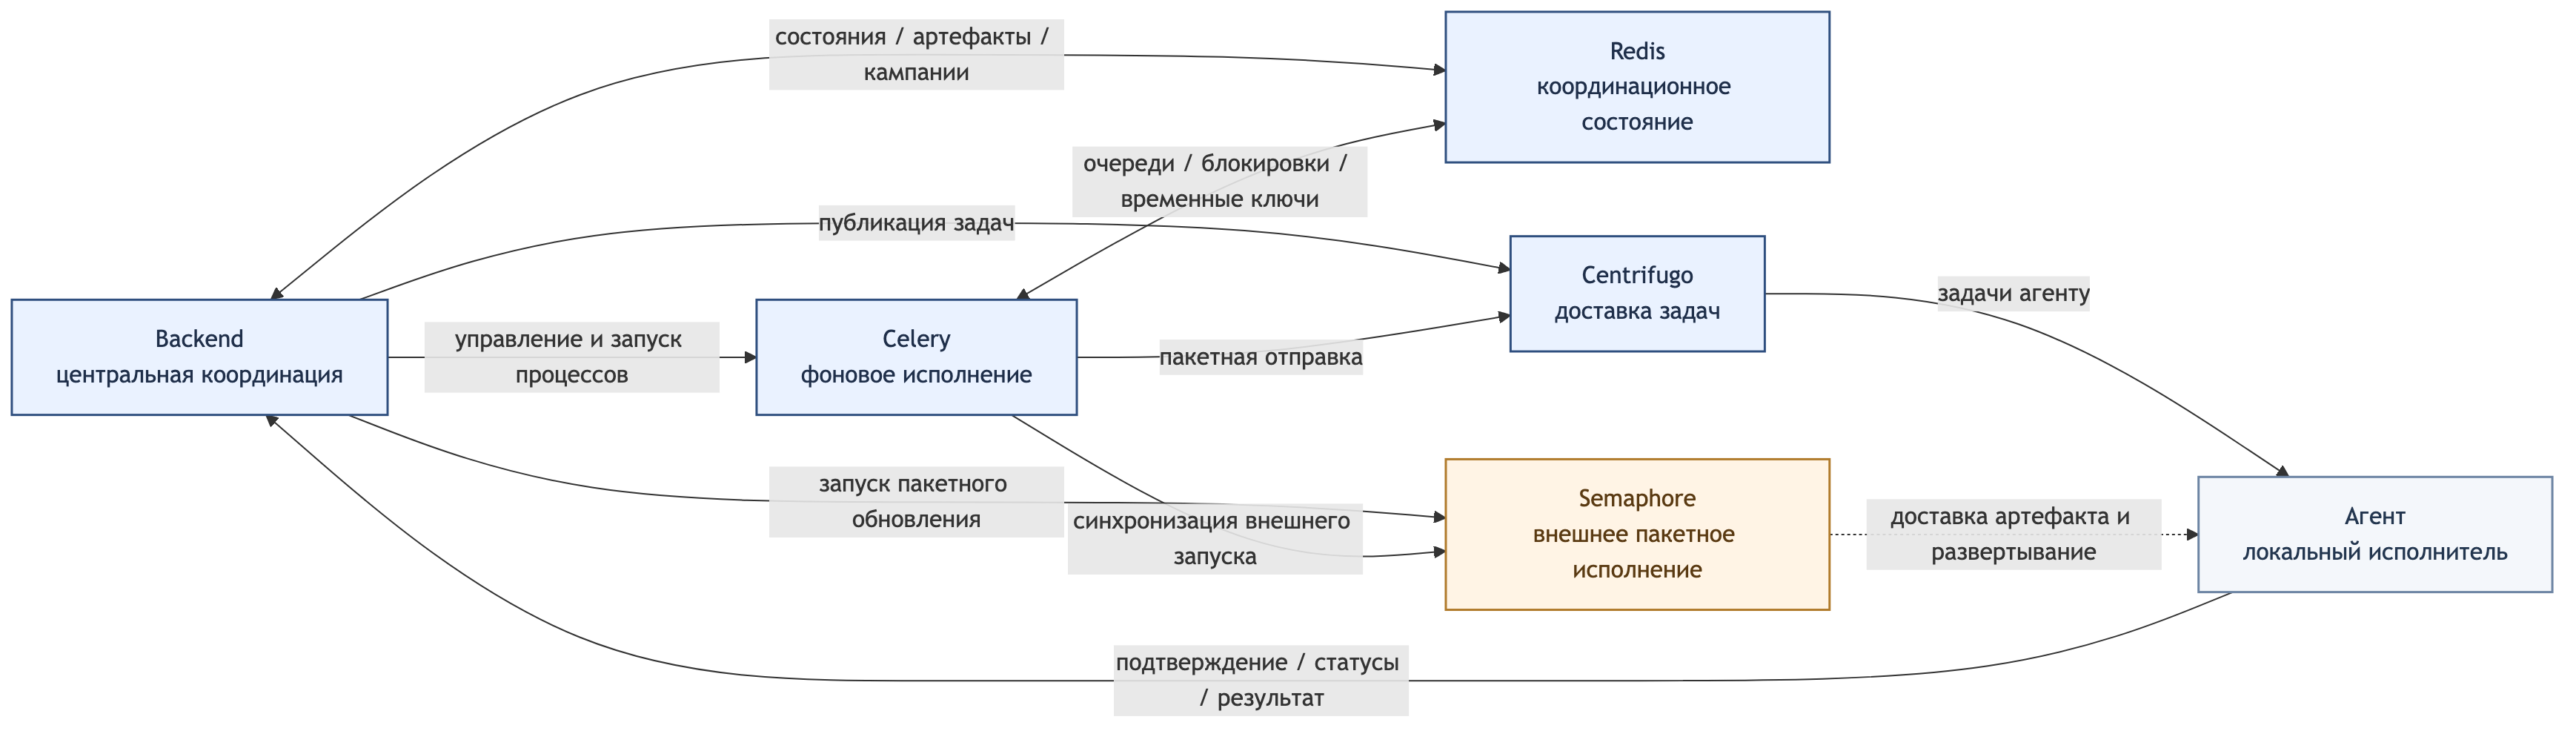 состояния / артефакты /
кампании
Redis
координационное
состояние
очереди / блокировки /
временные ключи
публикация задач
Centrifugo
доставка задач
задачи агенту
Backend
центральная координация
управление и запуск
процессов
Celery
фоновое исполнение
пакетная отправка
запуск пакетного
обновления
синхронизация внешнего
запуска
Semaphore
внешнее пакетное
исполнение
доставка артефакта и
развертывание
Агент
локальный исполнитель
подтверждение / статусы
/ результат